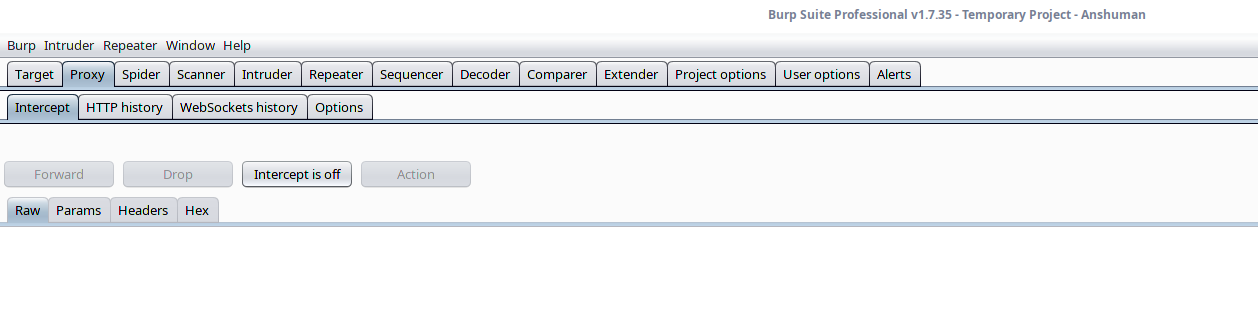 Burp Suite Professional v1.7.35 - Temporary Project - Anshuman
Burp Intruder Repeater Window Help
Target Proxy Spider Scanner Intruder Repeater Sequencer Decoder Comparer Extender Project options User options Alerts
Intercept HTTP history WebSockets history Options
Forward Drop Intercept is off Action
Raw Params Headers Hex